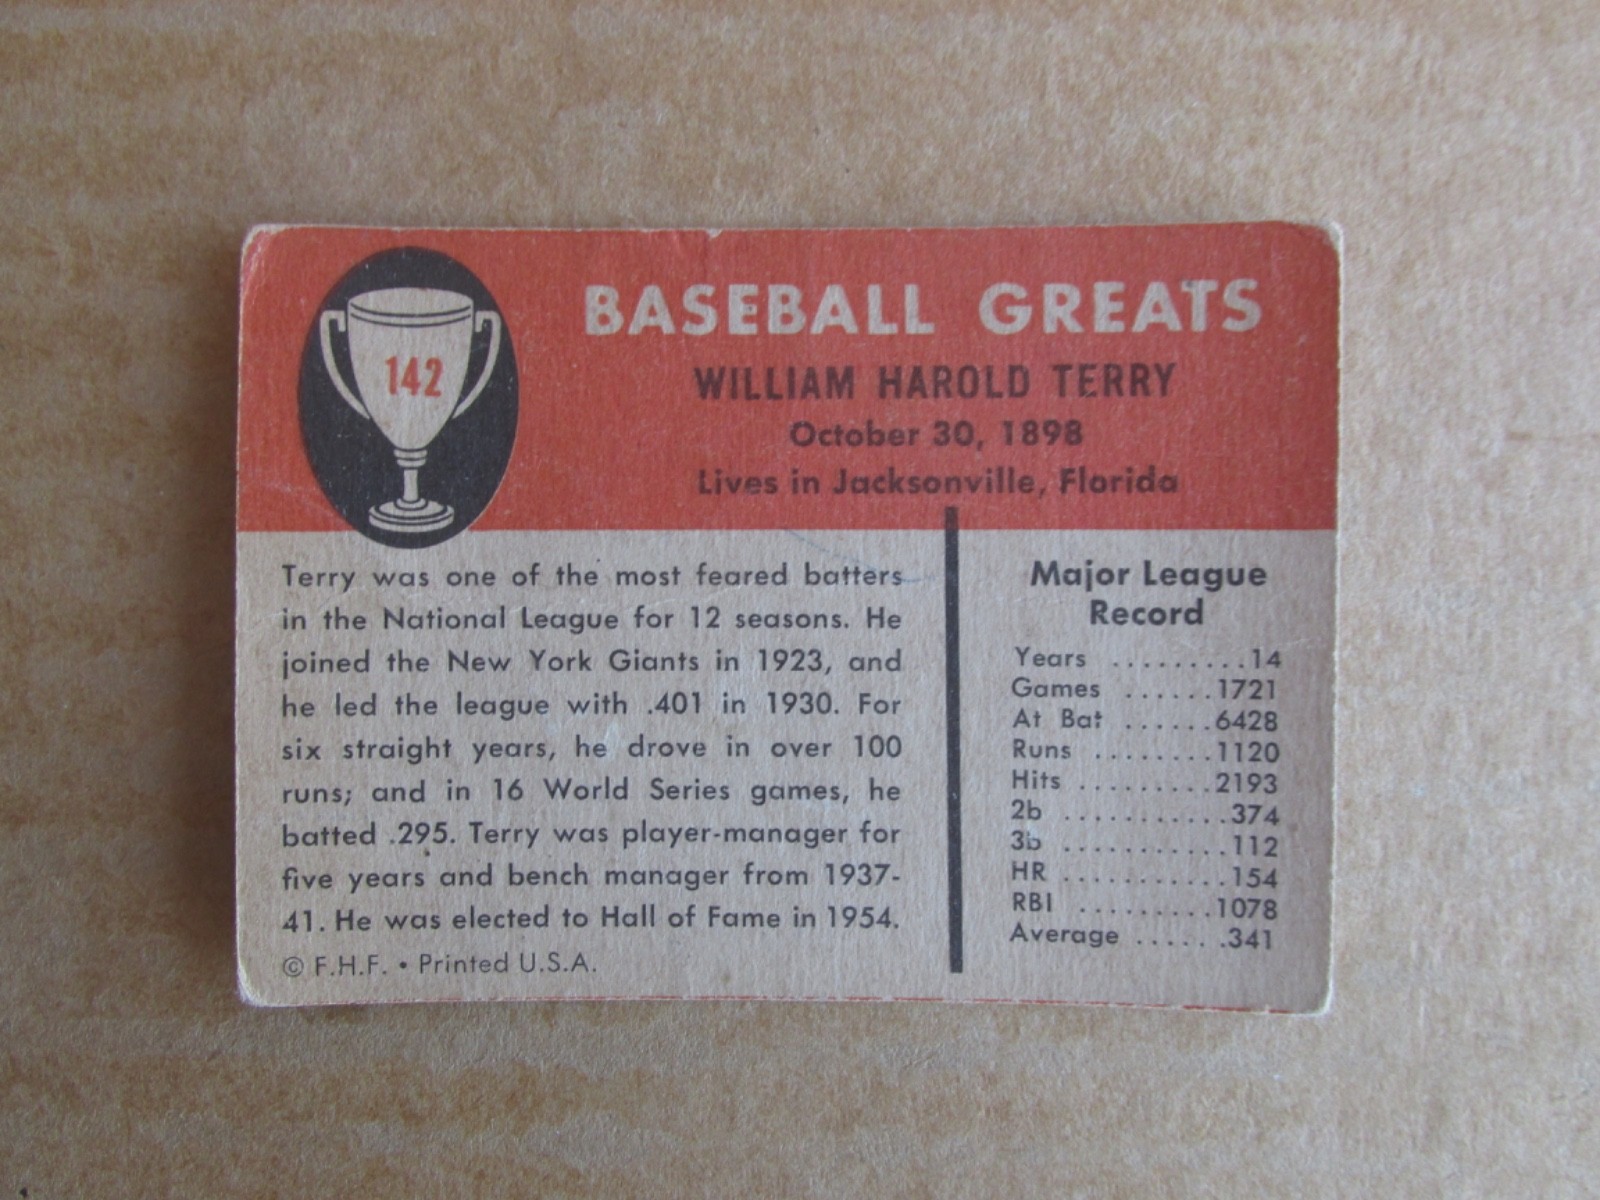 142
BASEBALL GREATS
WILLIAM HAROLD TERRY
October 30, 1898
Lives in Jacksonville, Florida
Terry was one of the most feared batters
in the National League for 12 seasons. He
joined the New York Giants in 1923, and
he led the league with .401 in 1930. For
six straight years, he drove in over 100
runs; and in 16 World Series games, he
batted .295. Terry was player-manager for
five years and bench manager from 1937-
41. He was elected to Hall of Fame in 1954.
© F.H.F. • Printed U.S.A.
Major League
Record
Years .........14
Games ......1721
At Bat ......6428
Runs ........1120
Hits .........2193
2b ...........374
3b ...........112
HR ...........154
RBI .........1078
Average ......341